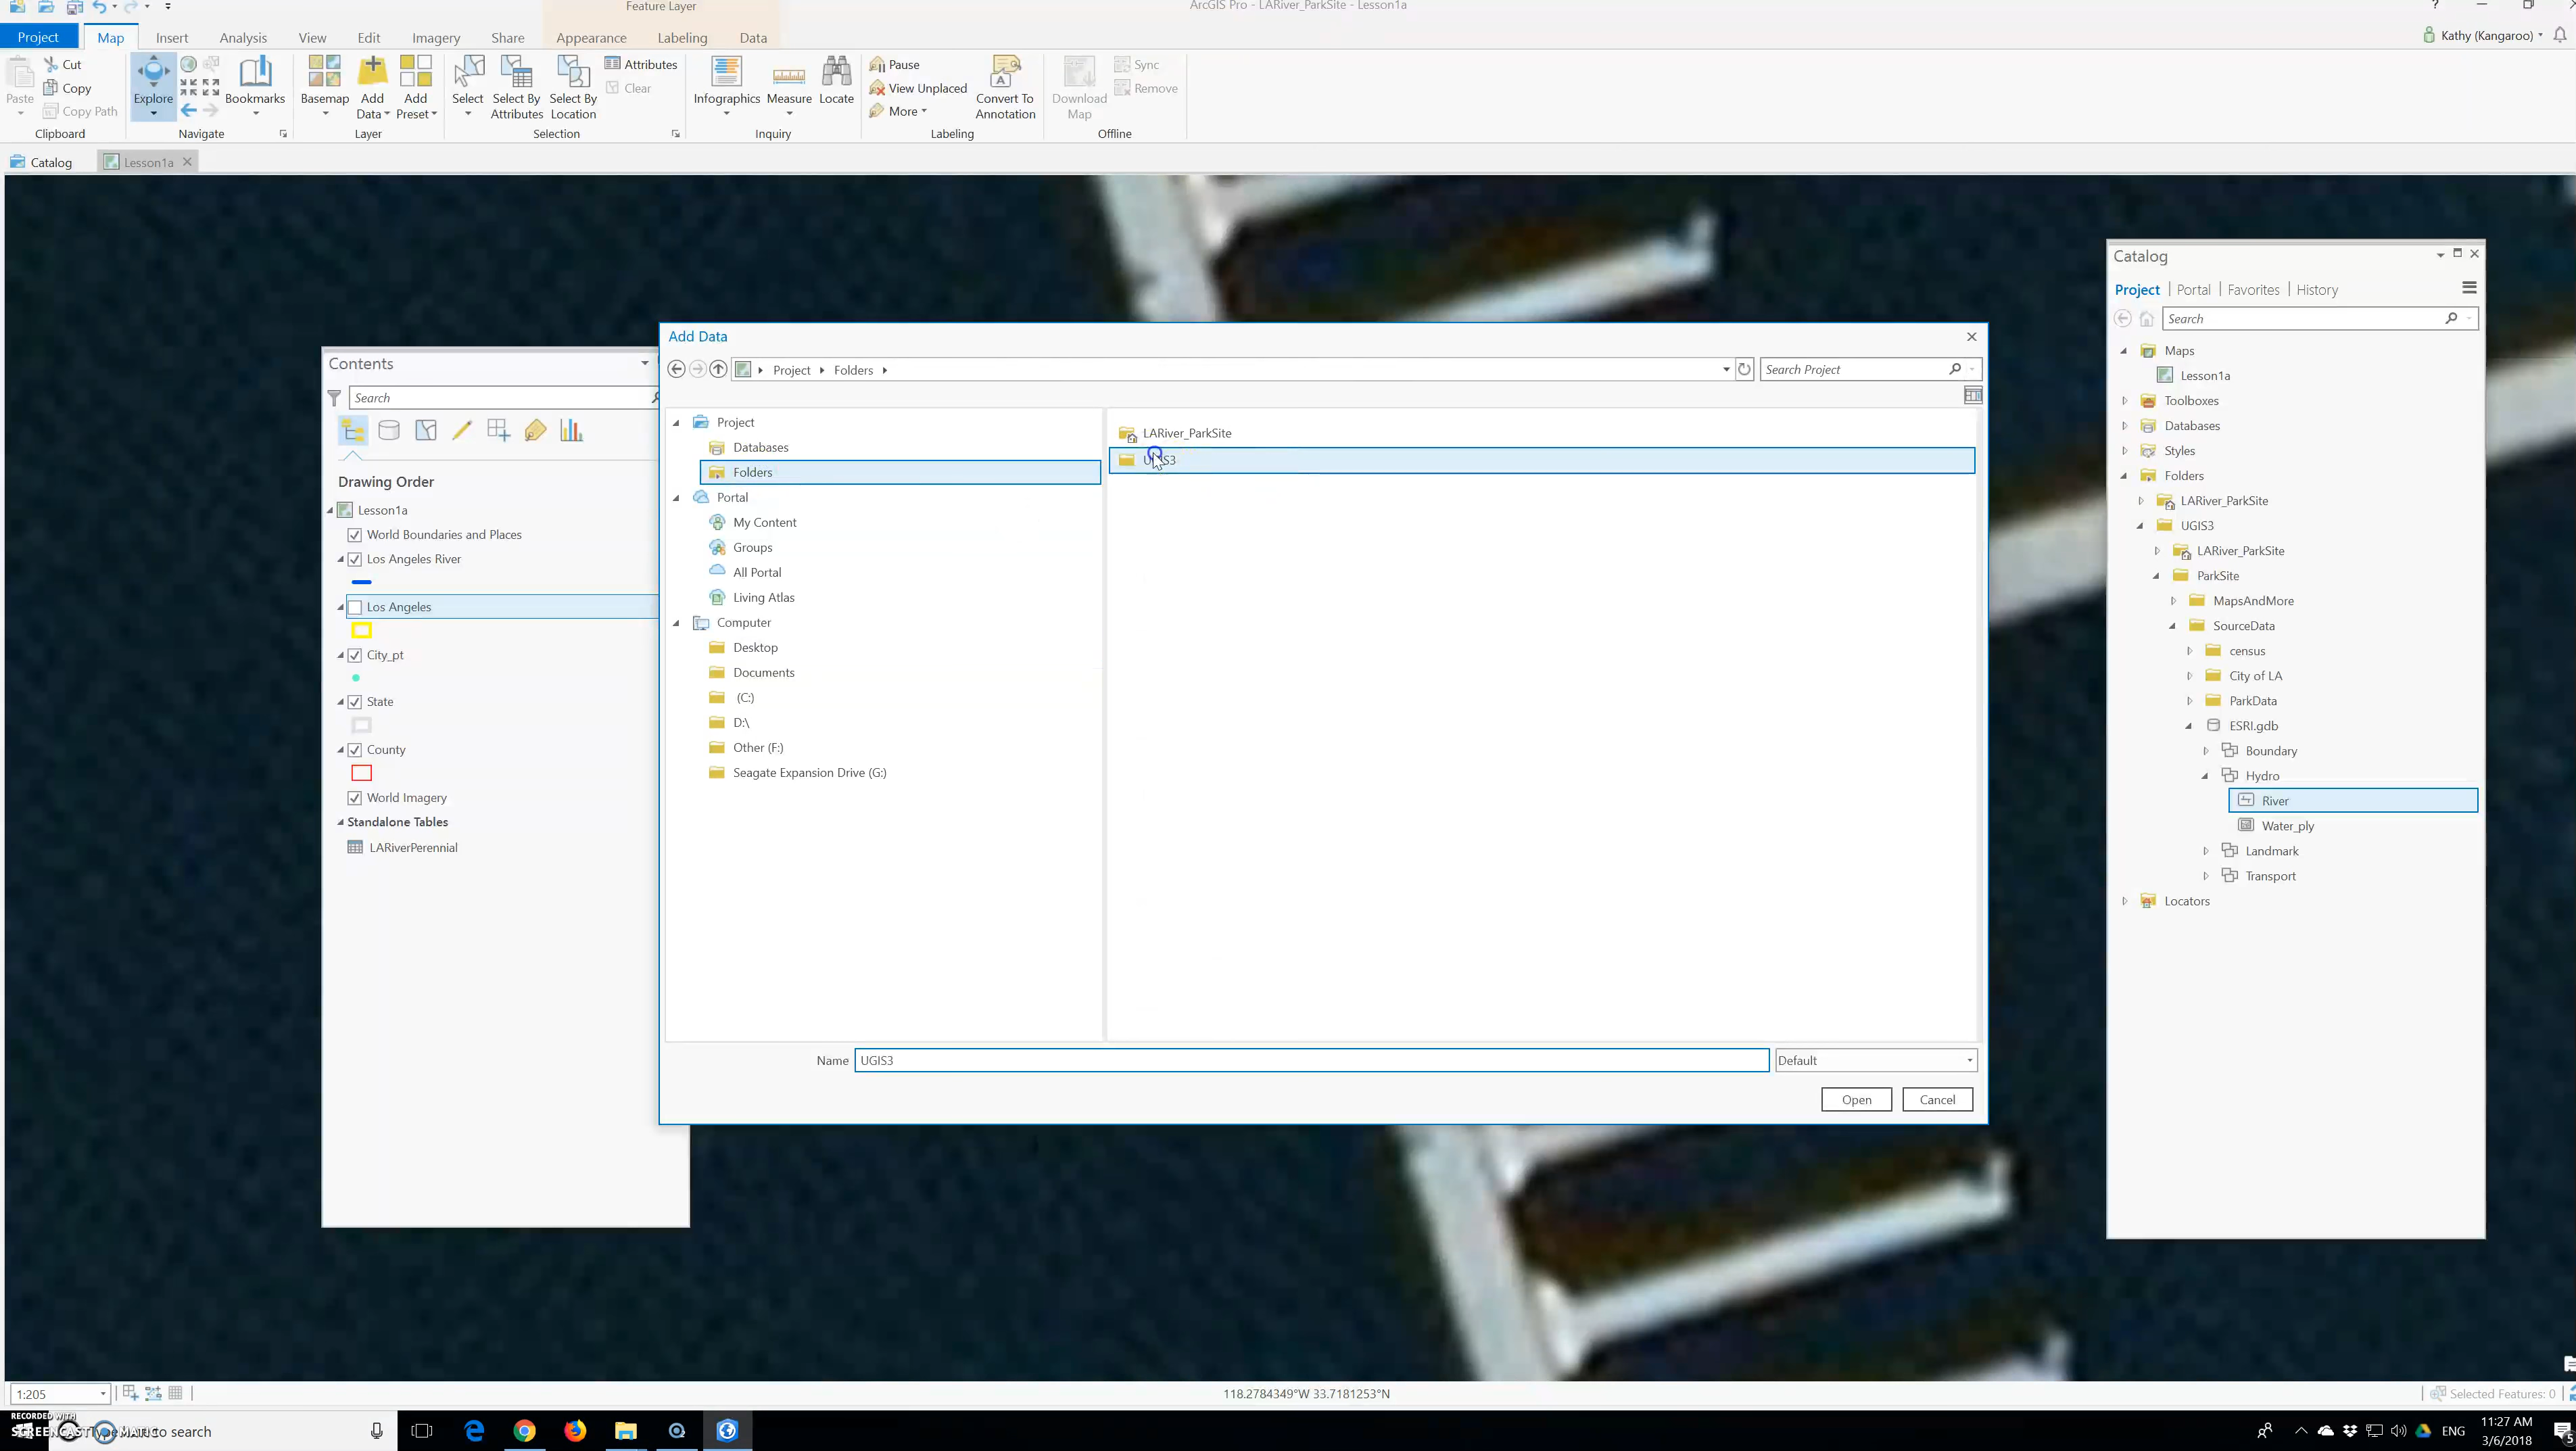 Feature Layer
ArcGIS Pro - LARiver_ParkSite - Lesson1a
?
Project Map Insert Analysis View Edit Imagery Share Appearance Labeling Data
Kathy (Kangaroo)
Paste Cut Copy Copy Path
Explore Bookmarks
Basemap Add Data Add Preset
Select Select By Attributes Select By Location Attributes Clear
Infographics Measure Locate
Pause View Unplaced More Convert To Annotation
Download Map Sync Remove
Clipboard Navigate Layer Selection Inquiry Labeling Offline
Catalog Lesson1a
Contents
Search
Drawing Order
Lesson1a
World Boundaries and Places
Los Angeles River
Los Angeles
City_pt
State
County
World Imagery
Standalone Tables
LARiverPerennial
Add Data
Project Folders
Search Project
Project
Databases
Folders
Portal
My Content
Groups
All Portal
Living Atlas
Computer
Desktop
Documents
(C:)
D:\
Other (F:)
Seagate Expansion Drive (G:)
LARiver_ParkSite
UGIS3
Name UGIS3 Default
Open Cancel
Catalog
Project Portal Favorites History
Search
Maps
Lesson1a
Toolboxes
Databases
Styles
Folders
LARiver_ParkSite
UGIS3
LARiver_ParkSite
ParkSite
MapsAndMore
SourceData
census
City of LA
ParkData
ESRI.gdb
Boundary
Hydro
River
Water_ply
Landmark
Transport
Locators
1:205
118.2784349°W 33.7181253°N
Selected Features: 0
RECORDED WITH
SCREENCAST MATIC
to search
ENG
11:27 AM
3/6/2018